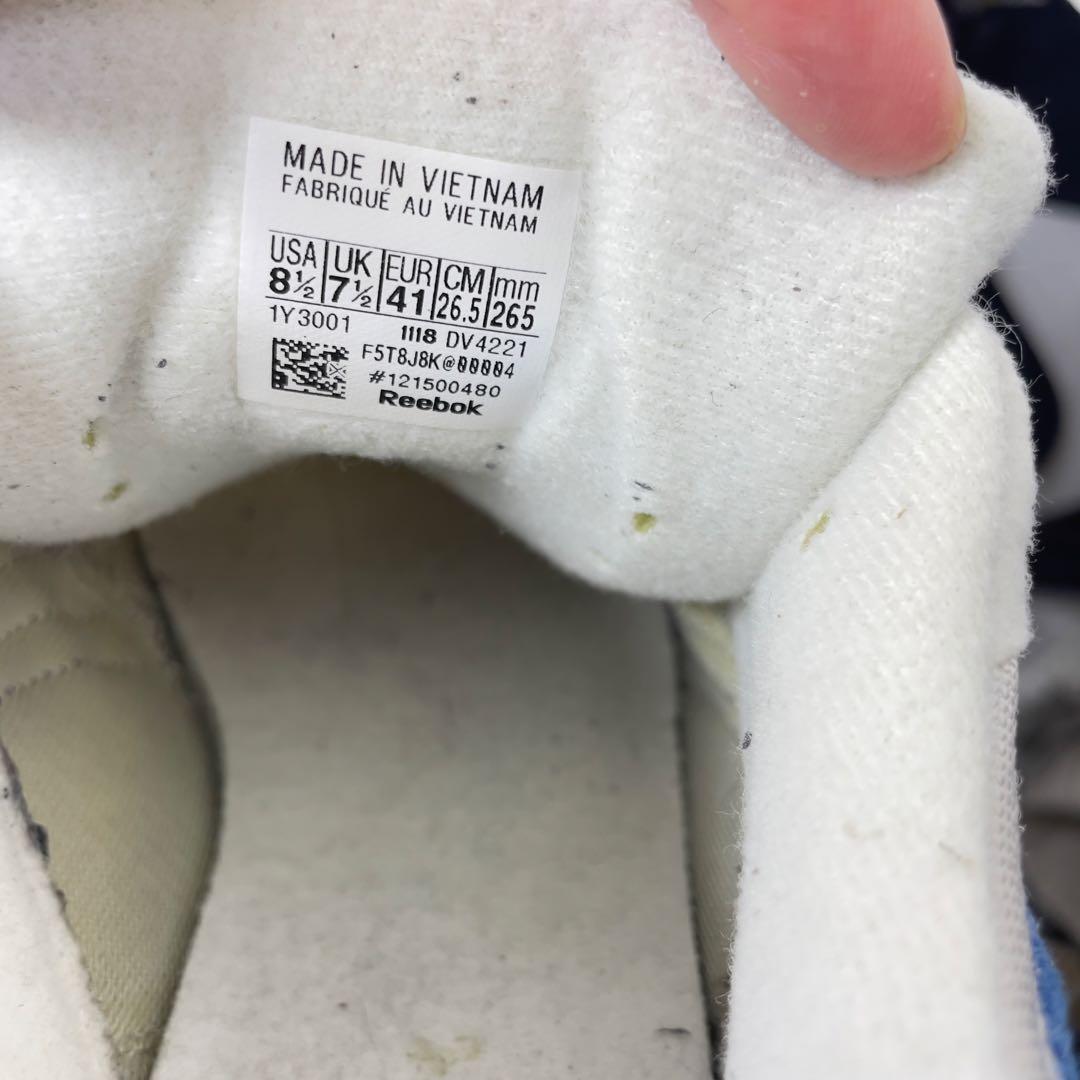 MADE IN VIETNAM
FABRIQUÉ AU VIETNAM
USA UK EUR CM mm
8½ 7½ 41 26.5 265
1Y3001 1118 DV4221
F5T8J8K@00004
#121500480
Reebok